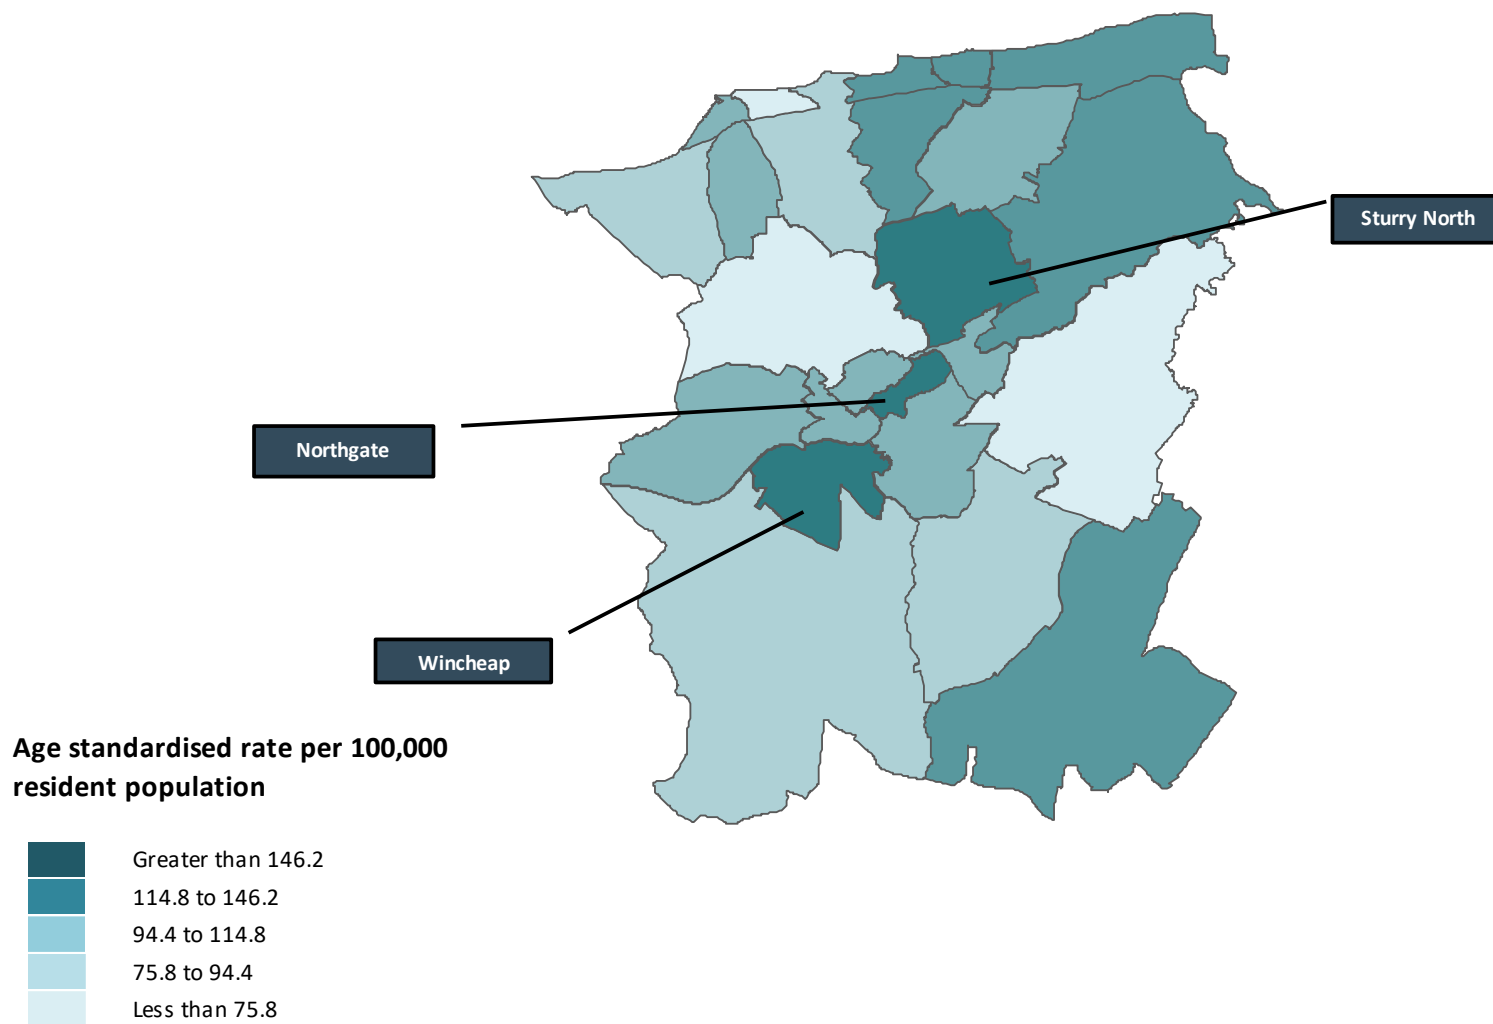 Sturry North
Northgate
Wincheap
Age standardised rate per 100,000
resident population
Greater than 146.2
114.8 to 146.2
94.4 to 114.8
75.8 to 94.4
Less than 75.8